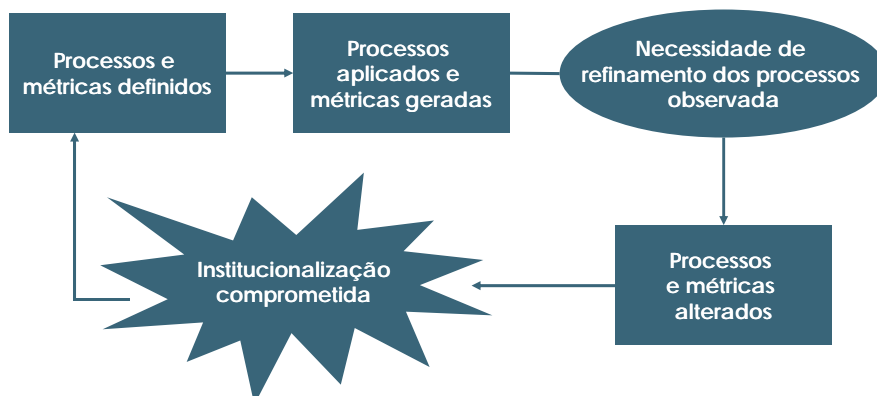 Processos e
métricas definidos
Processos
aplicados e
métricas geradas
Necessidade de
refinamento dos processos
observada
Processos
e métricas
alterados
Institucionalização
comprometida